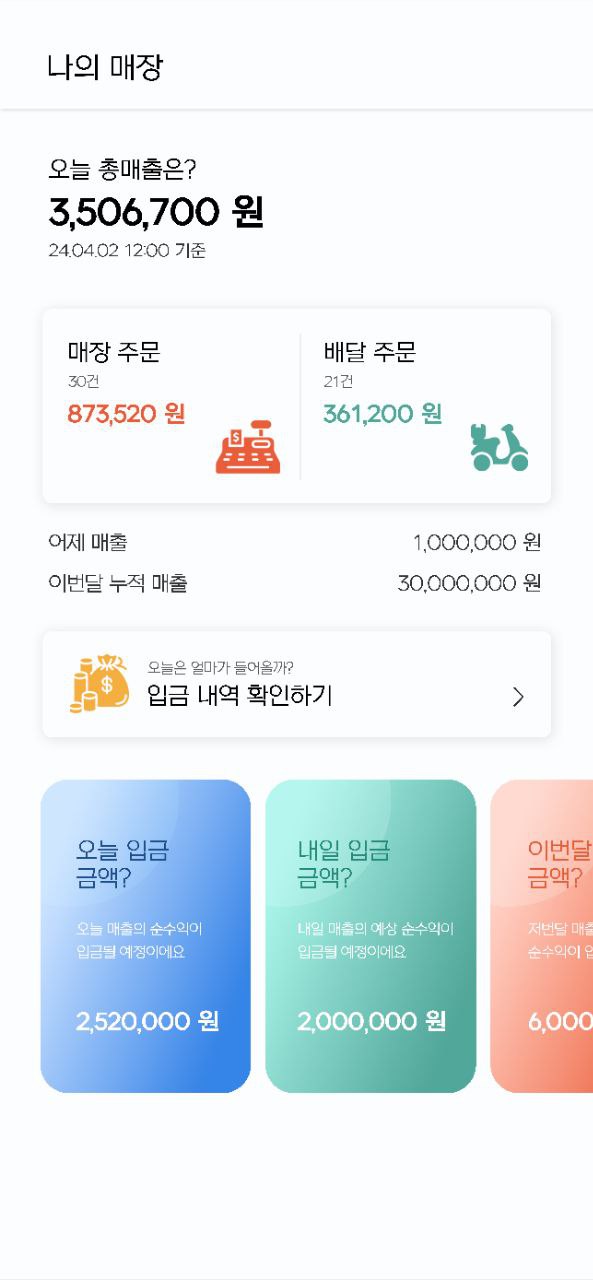 나의 매장
오늘 총매출은?
3,506,700 원
24.04.02 12:00 기준
매장 주문
30건
873,520 원
배달 주문
21건
361,200 원
어제 매출 1,000,000 원
이번달 누적 매출 30,000,000 원
오늘은 얼마가 들어올까?
입금 내역 확인하기
오늘 입금
금액?
오늘 매출의 순수익이
입금될 예정이에요
2,520,000 원
내일 입금
금액?
내일 매출의 예상 순수익이
입금될 예정이에요
2,000,000 원
이번달
금액?
저번달
순수익이
6,000